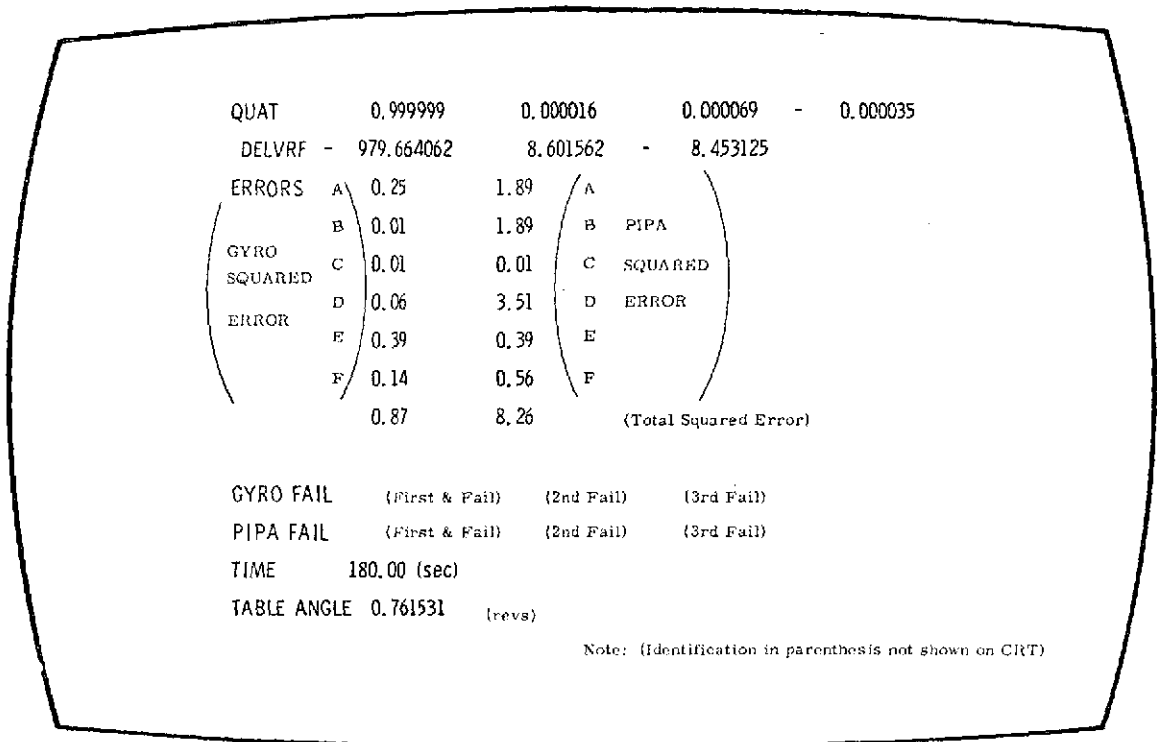 QUAT 0.999999 0.000016 0.000069 - 0.000035
DELVRF - 979.664062 8.601562 - 8.453125
ERRORS A 0.25 1.89 A
B 0.01 1.89 B PIPA
GYRO
C 0.01 0.01 C SQUARED
SQUARED
D 0.06 3.51 D ERROR
ERROR
E 0.39 0.39 E
F 0.14 0.56 F
0.87 8.26 (Total Squared Error)
GYRO FAIL (First & Fail) (2nd Fail) (3rd Fail)
PIPA FAIL (First & Fail) (2nd Fail) (3rd Fail)
TIME 180.00 (sec)
TABLE ANGLE 0.761531 (revs)
Note: (Identification in parenthesis not shown on CRT)